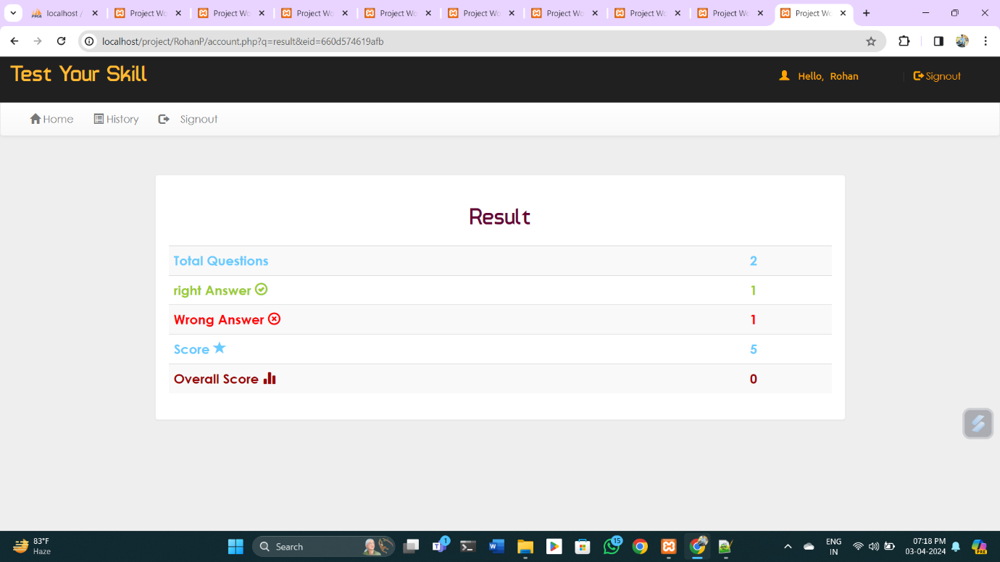 localhost /
Project Wo
Project Wo
Project Wo
Project Wo
Project Wo
Project Wo
Project Wo
Project Wo
Project Wo
localhost/project/RohanP/account.php?q=result&eid=660d574619afb
Test Your Skill
Hello, Rohan
Signout
Home
History
Signout
Result
Total Questions 2
right Answer 1
Wrong Answer 1
Score 5
Overall Score 0
83°F
Haze
Search
1
15
ENG
IN
07:18 PM
03-04-2024
PRE